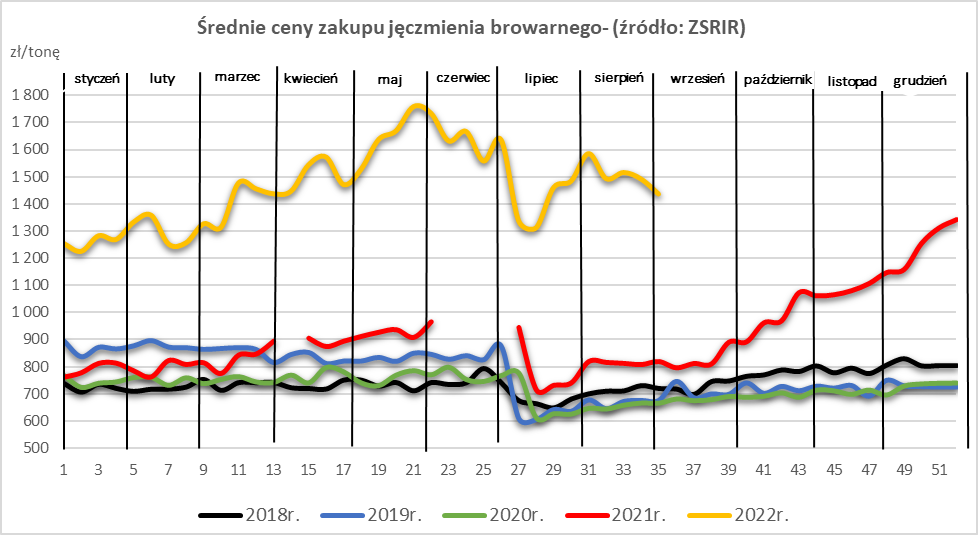 Średnie ceny zakupu jęczmienia browarnego- (źródło: ZSRIR)
zł/tonę
styczeń luty marzec kwiecień maj czerwiec lipiec sierpień wrzesień październik listopad grudzień
1 800
1 700
1 600
1 500
1 400
1 300
1 200
1 100
1 000
900
800
700
600
500
1 3 5 7 9 11 13 15 17 19 21 23 25 27 29 31 33 35 37 39 41 43 45 47 49 51
2018r. 2019r. 2020r. 2021r. 2022r.